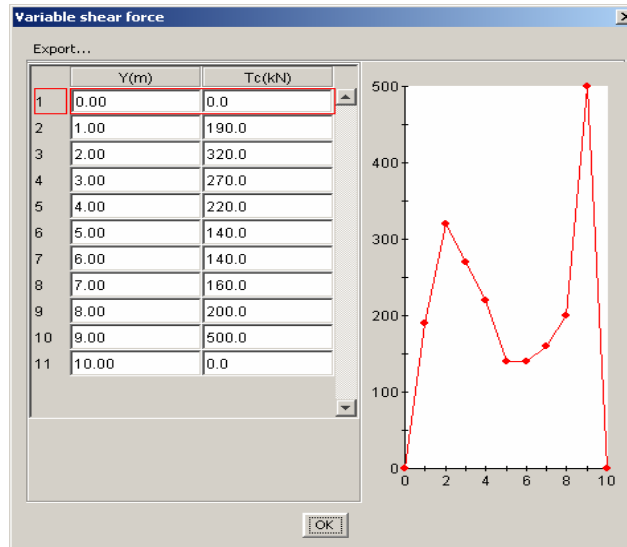 Variable shear force
Export...
Y(m) Tc(kN)
1 0.00 0.0
2 1.00 190.0
3 2.00 320.0
4 3.00 270.0
5 4.00 220.0
6 5.00 140.0
7 6.00 140.0
8 7.00 160.0
9 8.00 200.0
10 9.00 500.0
11 10.00 0.0
500
400
300
200
100
0
0 2 4 6 8 10
OK